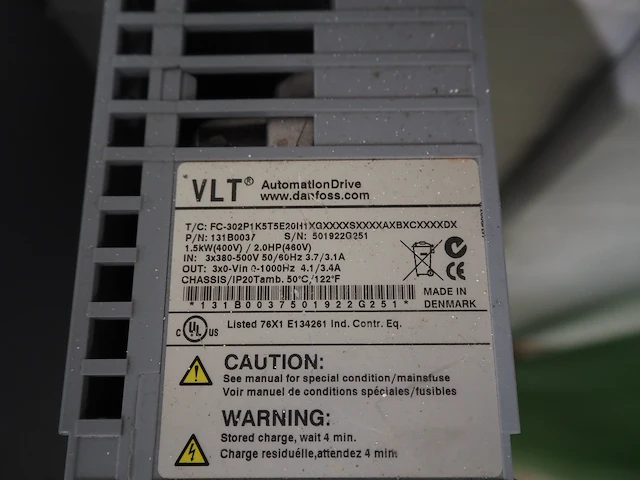 VLT® AutomationDrive
www.danfoss.com
T/C: FC-302P1K5T5E20H1XGXXXXSXXXXAXBXCXXXXDX
P/N: 131B0037 S/N: 501922G251
1.5kW(400V) / 2.0HP(460V)
IN: 3x380-500V 50/60Hz 3.7/3.1A
OUT: 3x0-Vin 0-1000Hz 4.1/3.4A
CHASSIS/IP20Tamb. 50°C/122°F
*131B0037501922G251*
MADE IN
DENMARK
c UL us Listed 76X1 E134261 Ind. Contr. Eq.
CAUTION:
See manual for special condition/mainsfuse
Voir manuel de conditions spéciales/fusibles
WARNING:
Stored charge, wait 4 min.
Charge residuélle,attendez 4 min.